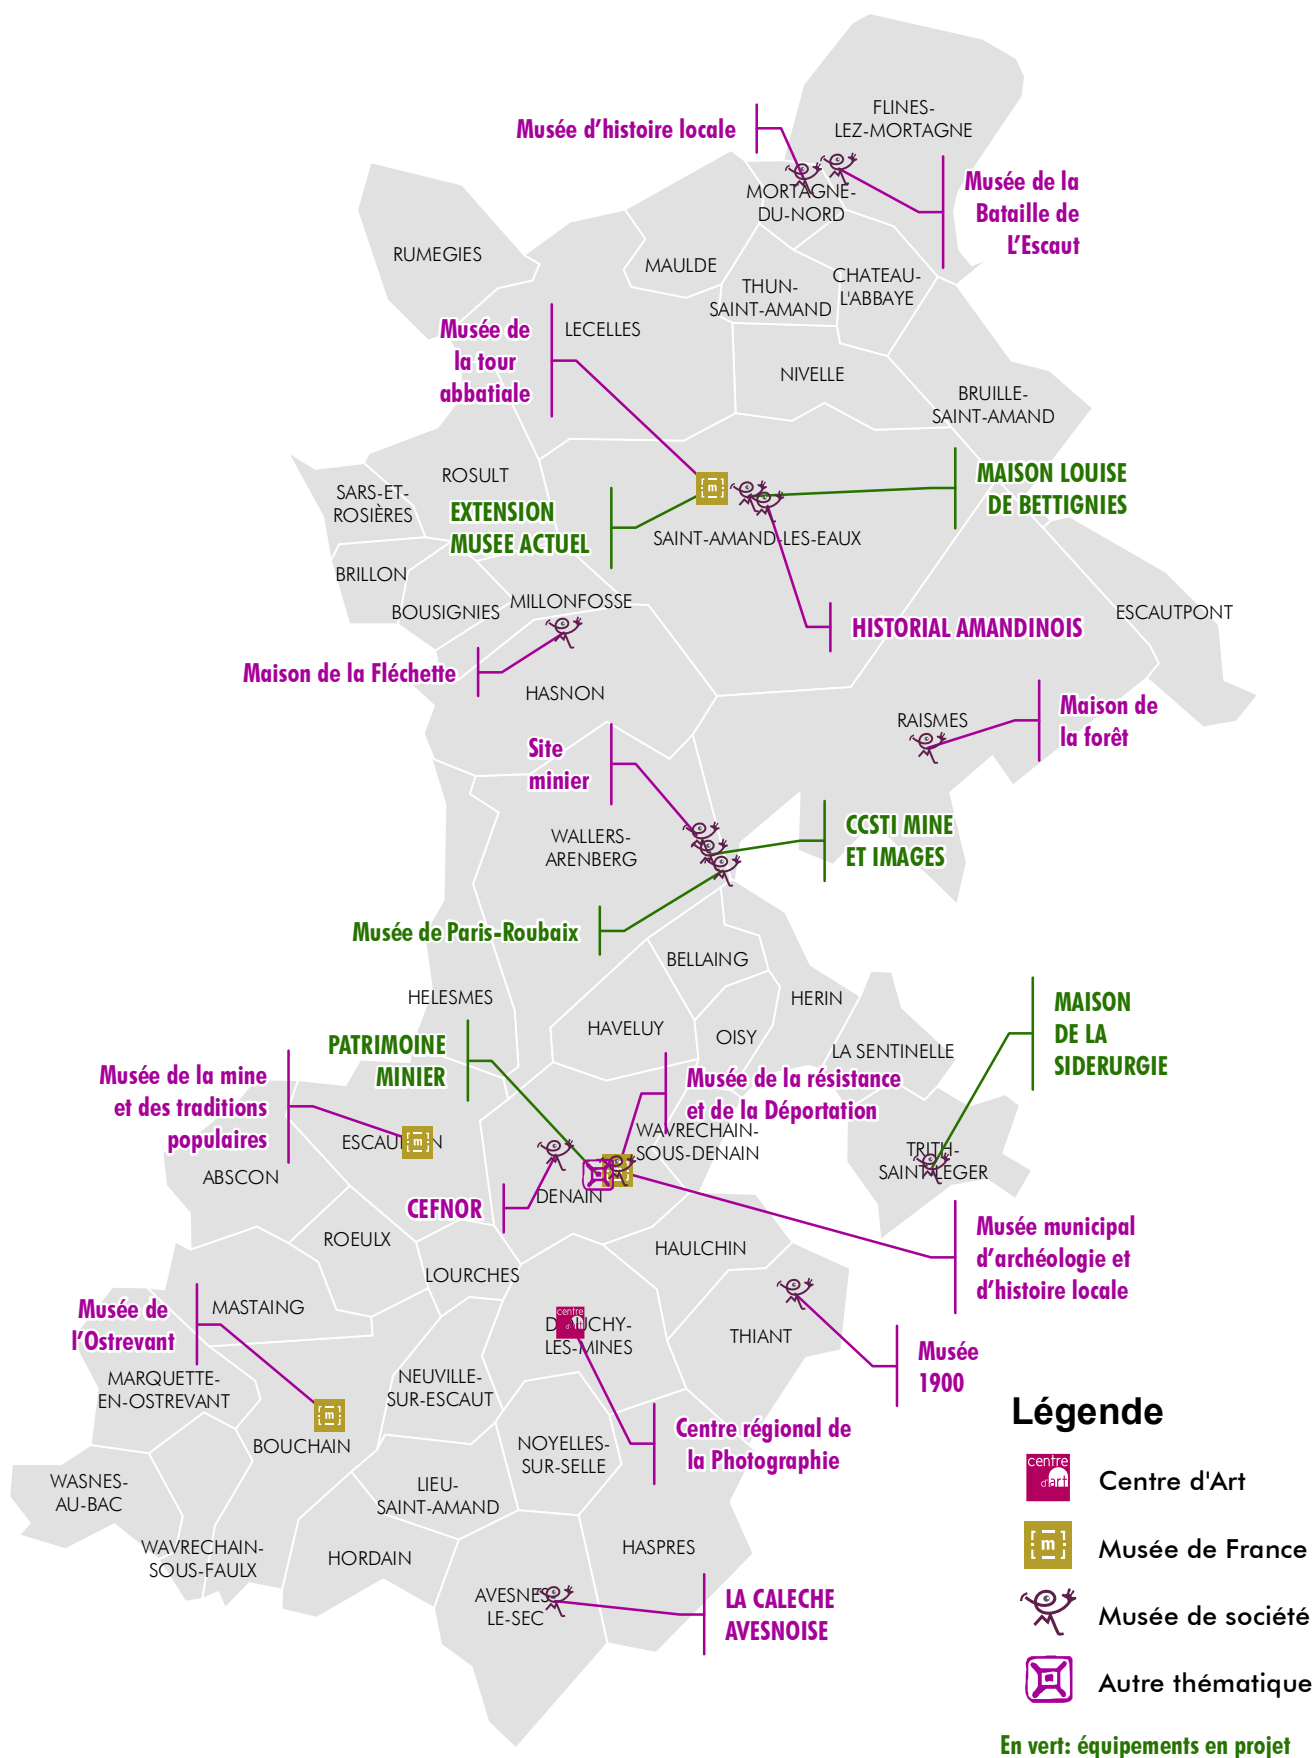 FLINES-
LEZ-MORTAGNE
Musée d'histoire locale
Musée de la
Bataille de
L'Escaut
MORTAGNE-
DU-NORD
RUMEGIES
MAULDE
CHATEAU-
L'ABBAYE
THUN-
SAINT-AMAND
Musée de
la tour
abbatiale
LECELLES
NIVELLE
BRUILLE-
SAINT-AMAND
ROSULT
MAISON LOUISE
DE BETTIGNIES
SARS-ET-
ROSIÈRES
EXTENSION
MUSEE ACTUEL
m
SAINT-AMAND-LES-EAUX
BRILLON
BOUSIGNIES
MILLONFOSSE
ESCAUTPONT
HISTORIAL AMANDINOIS
Maison de la Fléchette
HASNON
RAISMES
Maison de
la forêt
Site
minier
WALLERS-
ARENBERG
CCSTI MINE
ET IMAGES
Musée de Paris-Roubaix
BELLAING
HELESMES
HERIN
HAVELUY
OISY
LA SENTINELLE
MAISON
DE LA
SIDERURGIE
PATRIMOINE
MINIER
Musée de la mine
et des traditions
populaires
Musée de la résistance
et de la Déportation
ESCAU N
m
WAVRECHAIN-
SOUS-DENAIN
TRITH-
SAINT-LEGER
ABSCON
DENAIN
CEFNOR
ROEULX
HAULCHIN
Musée municipal
d'archéologie et
d'histoire locale
LOURCHES
Musée de
l'Ostrevant
MASTAING
centre
D UCHY-
LES-MINES
THIANT
Musée
1900
MARQUETTE-
EN-OSTREVANT
NEUVILLE-
SUR-ESCAUT
m
BOUCHAIN
Centre régional de
la Photographie
NOYELLES-
SUR-SELLE
WASNES-
AU-BAC
LIEU-
SAINT-AMAND
WAVRECHAIN-
SOUS-FAULX
HORDAIN
HASPRES
AVESNES
LE-SEC
LA CALECHE
AVESNOISE
Légende
centre
d'art
Centre d'Art
m
Musée de France
Musée de société
Autre thématique
En vert: équipements en projet